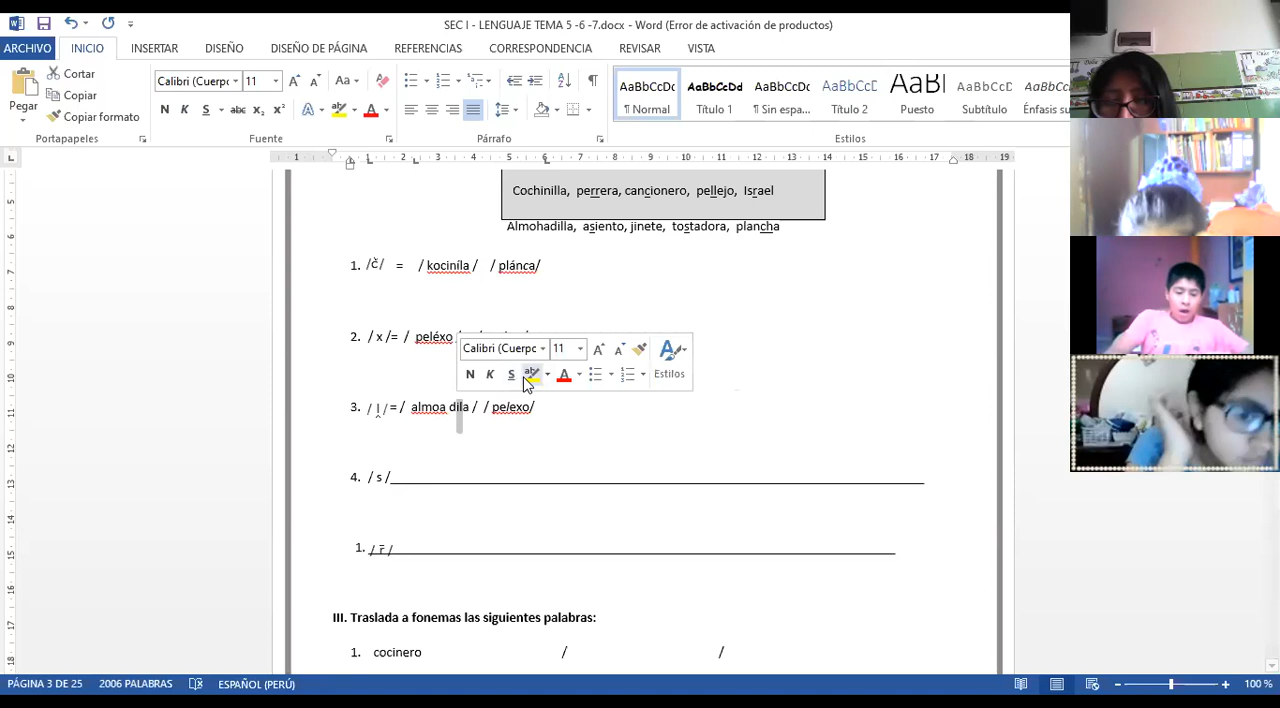 SEC I - LENGUAJE TEMA 5 -6 -7.docx - Word (Error de activación de productos)
ARCHIVO INICIO INSERTAR DISEÑO DISEÑO DE PÁGINA REFERENCIAS CORRESPONDENCIA REVISAR VISTA
Pegar
Cortar
Copiar
Copiar formato
Calibri (Cuerpo 11
Portapapeles Fuente Párrafo Estilos
AaBbCcDc AaBbCcDd AaBbCcDc AaBbCcD AaBl AaBbCcD AaBbCcDd
¶ Normal Título 1 ¶ Sin espa... Título 2 Puesto Subtítulo Énfasis su
Cochinilla, perrera, cancionero, pellejo, Israel
Almohadilla, asiento, jinete, tostadora, plancha
1. /Č/ = / kociníla / / plánca/
2. / x /= / peléxo
Calibri (Cuerpo 11
N K S Estilos
3. / l̬ / = / almoa díla / / pelexo/
4. / s /
1. / r̄ /
III. Traslada a fonemas las siguientes palabras:
1. cocinero / /
PÁGINA 3 DE 25 2006 PALABRAS ESPAÑOL (PERÚ) 100 %